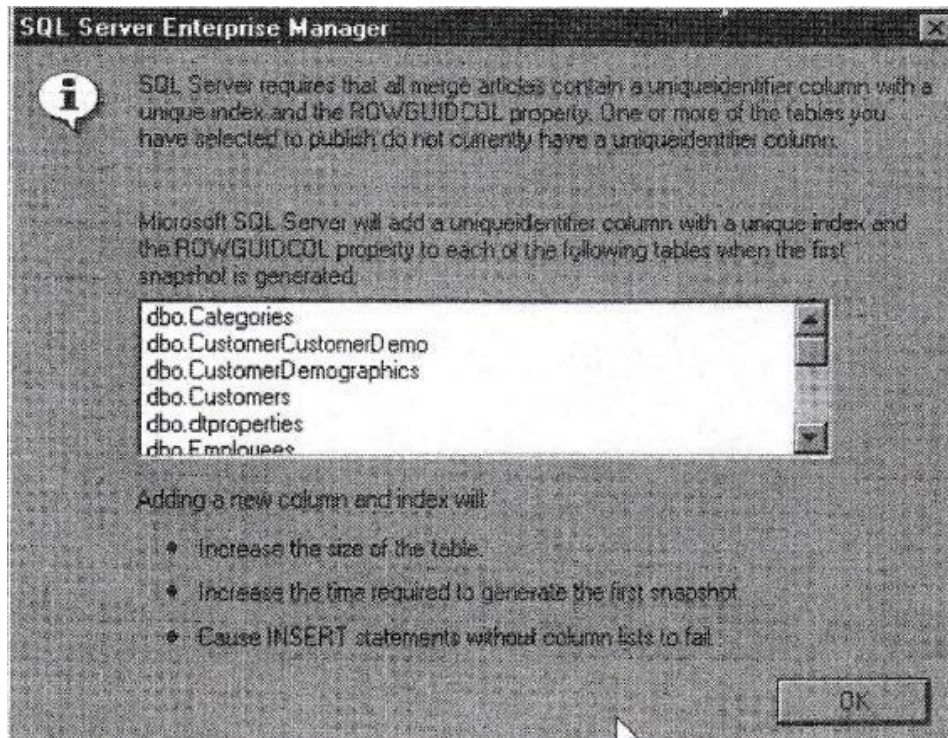 SQL Server Enterprise Manager
SQL Server requires that all merge articles contain a uniqueidentifier column with a
unique index and the ROWGUIDCOL property. One or more of the tables you
have selected to publish do not currently have a uniqueidentifier column.
Microsoft SQL Server will add a uniqueidentifier column with a unique index and
the ROWGUIDCOL property to each of the following tables when the first
snapshot is generated.
dbo.Categories
dbo.CustomerCustomerDemo
dbo.CustomerDemographics
dbo.Customers
dbo.dtproperties
dbo.Employees
Adding a new column and index will:
• Increase the size of the table.
• Increase the time required to generate the first snapshot
• Cause INSERT statements without column lists to fail.
OK